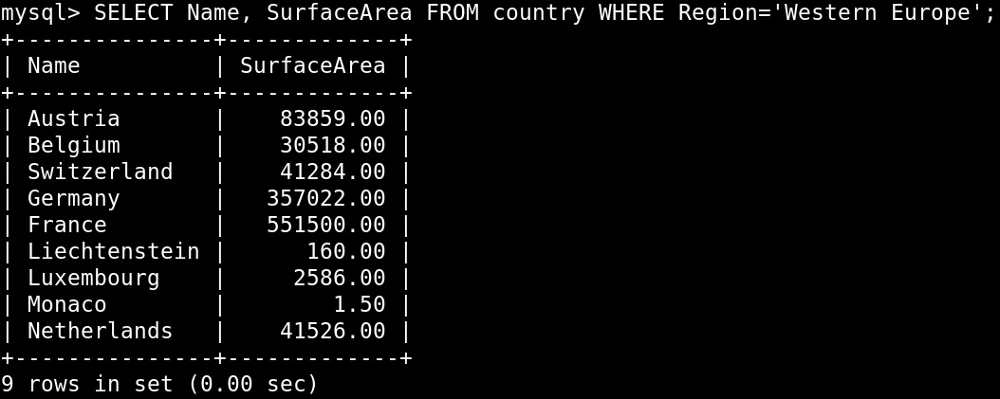 mysql> SELECT Name, SurfaceArea FROM country WHERE Region='Western Europe';
+---------------+-------------+
| Name          | SurfaceArea |
+---------------+-------------+
| Austria       |    83859.00 |
| Belgium       |    30518.00 |
| Switzerland   |    41284.00 |
| Germany       |   357022.00 |
| France        |   551500.00 |
| Liechtenstein |      160.00 |
| Luxembourg    |     2586.00 |
| Monaco        |        1.50 |
| Netherlands   |    41526.00 |
+---------------+-------------+
9 rows in set (0.00 sec)